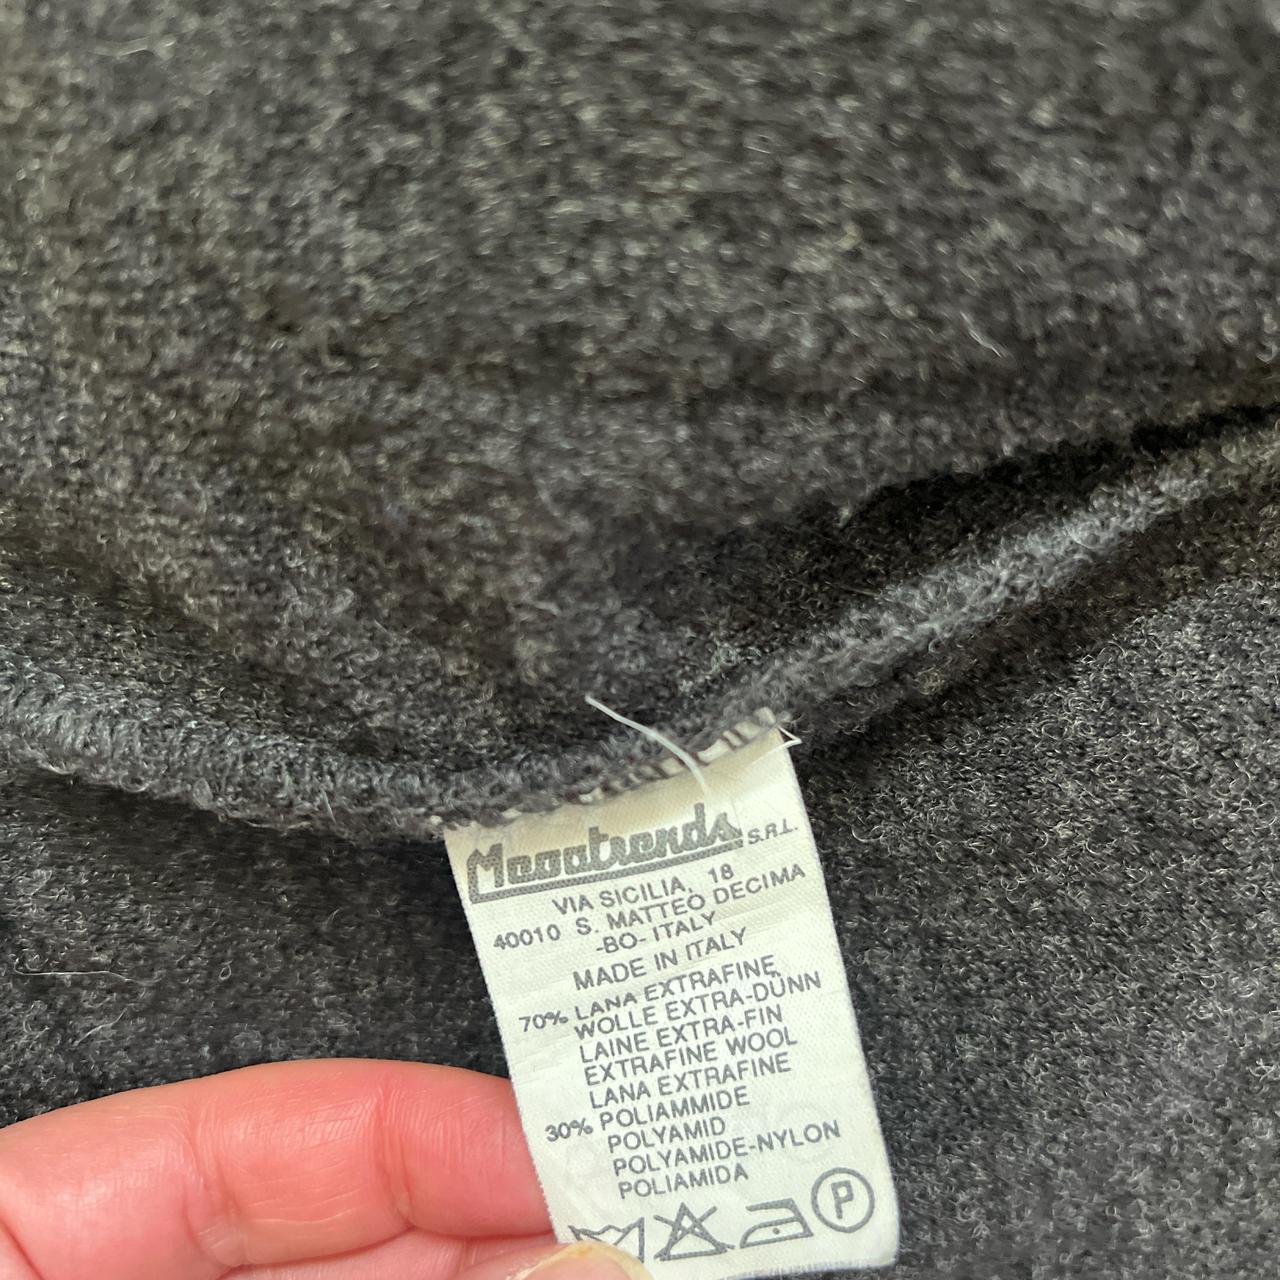 Magatrends S.R.L.
VIA SICILIA, 18
40010 S. MATTEO DECIMA
-BO- ITALY
MADE IN ITALY
70% LANA EXTRAFINE
WOLLE EXTRA-DÜNN
LAINE EXTRA-FIN
EXTRAFINE WOOL
LANA EXTRAFINE
30% POLIAMMIDE
POLYAMID
POLYAMIDE-NYLON
POLIAMIDA
P